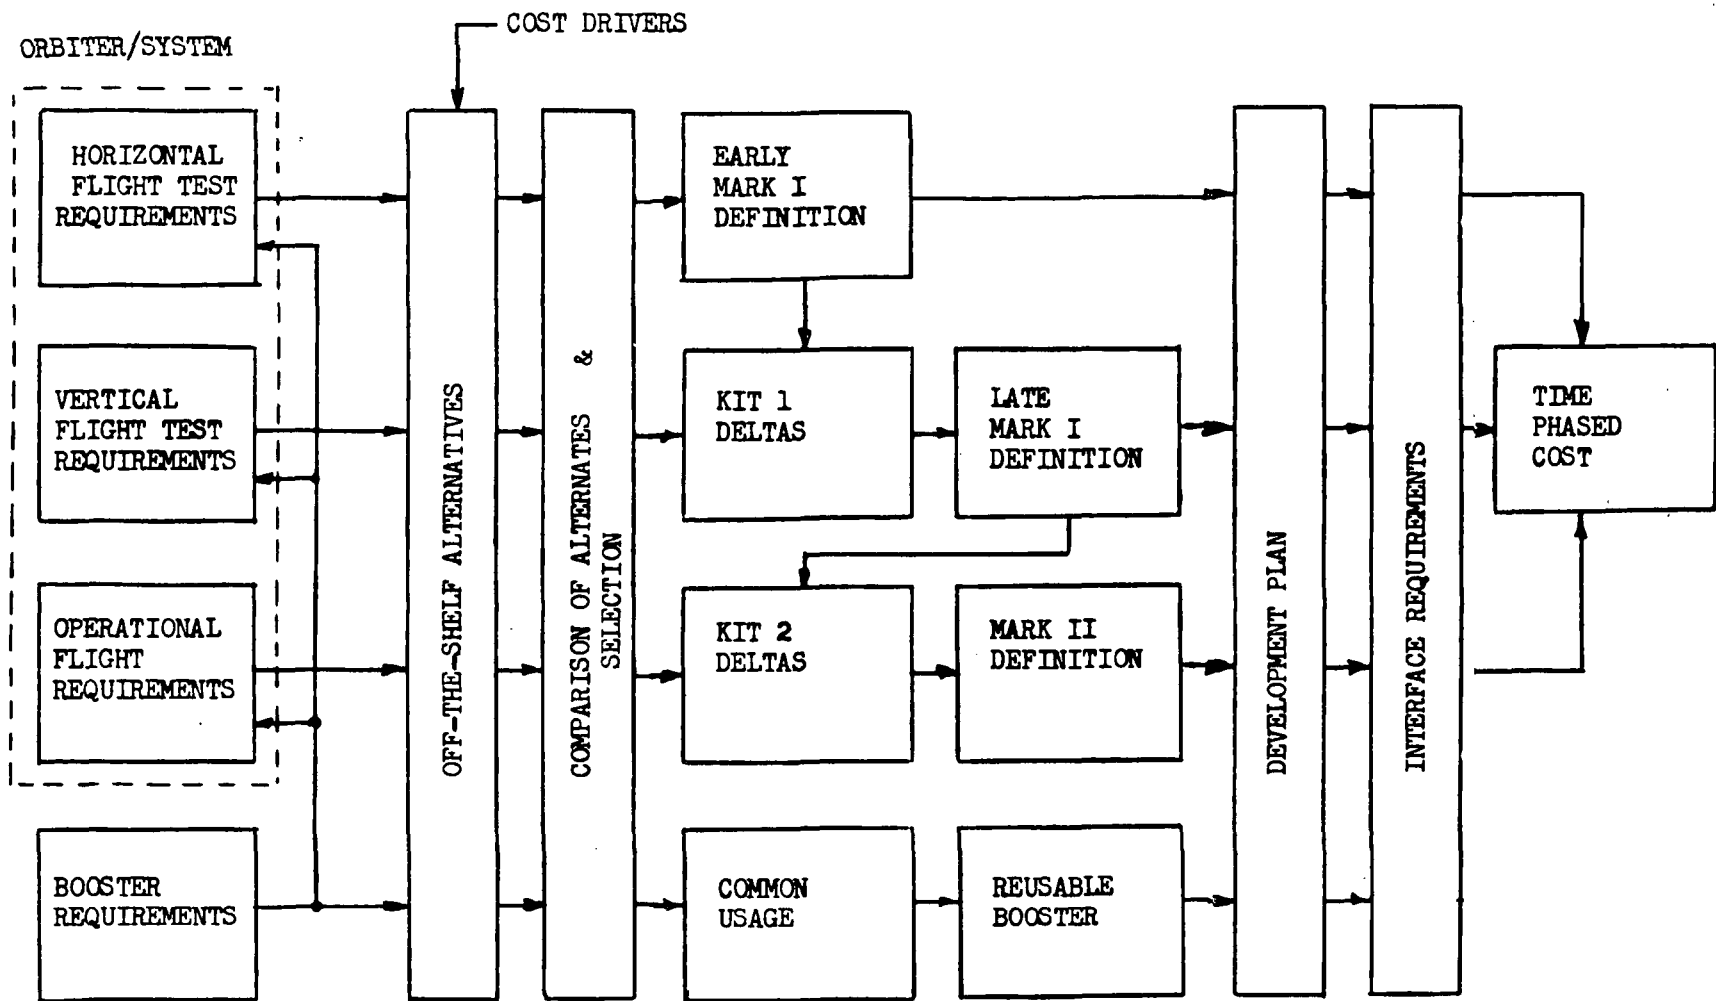 COST DRIVERS
ORBITER/SYSTEM
HORIZONTAL
FLIGHT TEST
REQUIREMENTS
VERTICAL
FLIGHT TEST
REQUIREMENTS
OPERATIONAL
FLIGHT
REQUIREMENTS
BOOSTER
REQUIREMENTS
OFF-THE-SHELF ALTERNATIVES
COMPARISON OF ALTERNATES &
SELECTION
EARLY
MARK I
DEFINITION
KIT 1
DELTAS
LATE
MARK I
DEFINITION
KIT 2
DELTAS
MARK II
DEFINITION
COMMON
USAGE
REUSABLE
BOOSTER
DEVELOPMENT PLAN
INTERFACE REQUIREMENTS
TIME
PHASED
COST